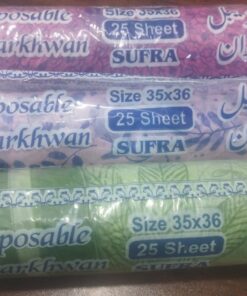 posable
arkhwan
Size 35x36
25 Sheet
SUFRA
posable
arkhwan
Size 35x36
25 Sheet
SUFRA
posable
arkhwan
Size 35x36
25 Sheet